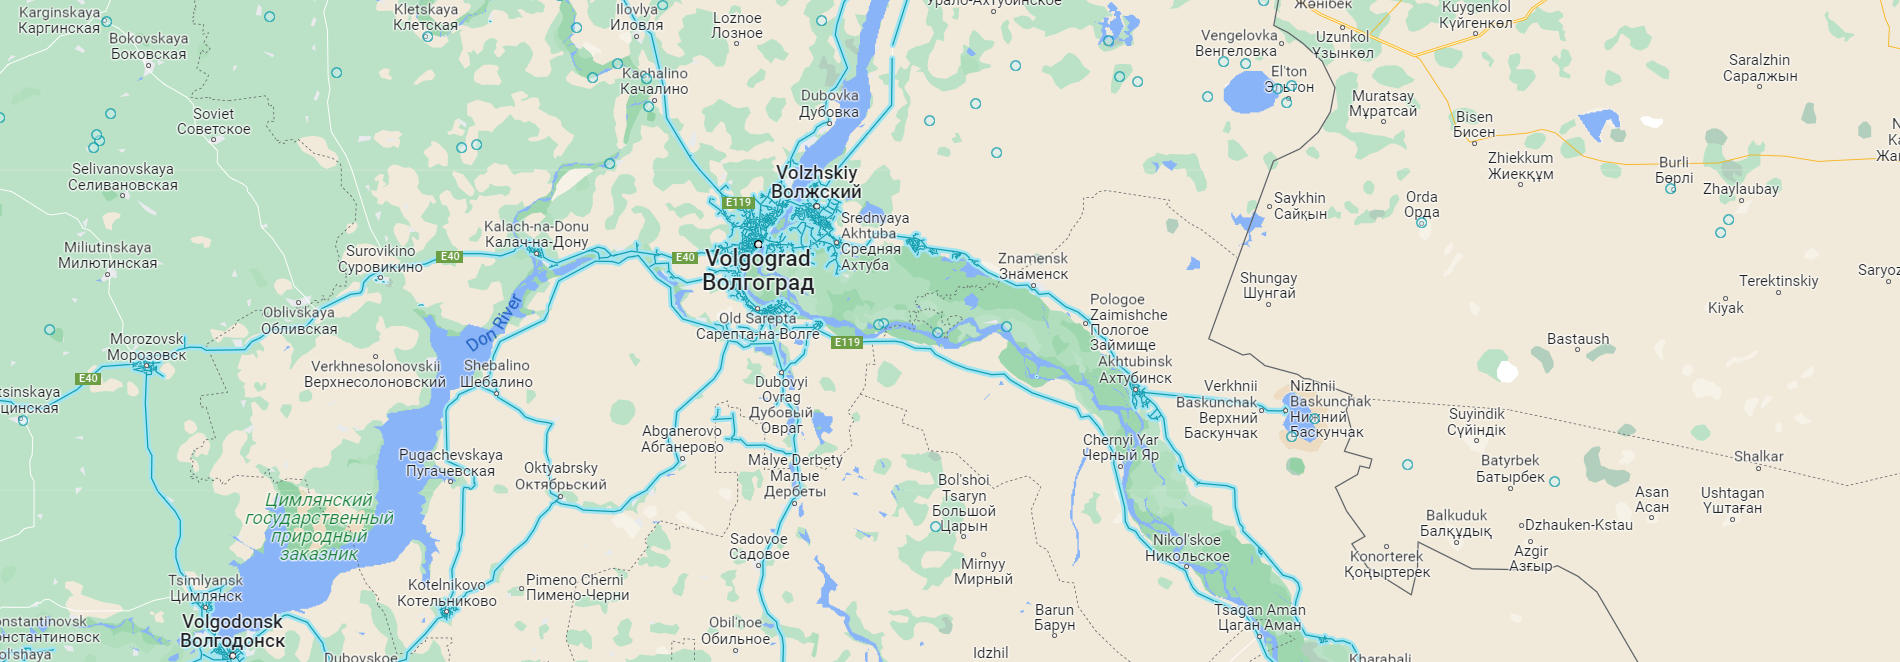 Karginskaya
Каргинская
Bokovskaya
Боковская
Kletskaya
Клетская
Ilovlya
Иловля
Loznoe
Лозное
Kachalino
Качалино
Dubovka
Дубовка
Vengelovka
Венгеловка
El'ton
Эльтон
Uzunkol
Ұзынкөл
Kuygenkol
Күйгенкөл
Жәнібек
Saralzhin
Саралжын
Muratsay
Мұратсай
Bisen
Бисен
Zhiekkum
Жиекқұм
Burli
Бөрлі
Zhaylaubay
Soviet
Советское
Selivanovskaya
Селивановская
Volzhskiy
Волжский
E119
Srednyaya
Akhtuba
Средняя
Ахтуба
Saykhin
Сайқын
Orda
Орда
Kalach-na-Donu
Калач-на-Дону
Miliutinskaya
Милютинская
Surovikino
Суровикино
E40
E40
Volgograd
Волгоград
Znamensk
Знаменск
Shungay
Шунгай
Terektinskiy
Kiyak
Oblivskaya
Обливская
Don River
Old Sarepta
Сарепта-на-Волге
E119
Pologoe
Zaimishche
Пологое
Займище
Akhtubinsk
Ахтубинск
Bastaush
Morozovsk
Морозовск
E40
Verkhnesolonovskii
Верхнесолоновский
Shebalino
Шебалино
Dubovyi
Ovrag
Дубовый
Овраг
Verkhnii
Baskunchak
Верхний
Баскунчак
Nizhnii
Baskunchak
Нижний
Баскунчак
Suyindik
Сүйіндік
Abganerovo
Абганерово
Chernyi Yar
Черный Яр
Pugachevskaya
Пугачевская
Oktyabrsky
Октябрьский
Malye Derbety
Малые
Дербеты
Batyrbek
Батырбек
Shalkar
Bol'shoi
Tsaryn
Большой
Царын
Asan
Асан
Ushtagan
Уштаған
Цимлянский
государственный
природный
заказник
Balkuduk
Балқұдық
Dzhauken-Kstau
Sadovoe
Садовое
Nikol'skoe
Никольское
Konorterek
Қоңыртерек
Azgir
Азғыр
Mirnyy
Мирный
Tsimlyansk
Цимлянск
Kotelnikovo
Котельниково
Pimeno Cherni
Пимено-Черни
Volgodonsk
Волгодонск
Obil'noe
Обильное
Barun
Барун
Tsagan Aman
Цаган Аман
Dubovskoe
Idzhil
Kharabali